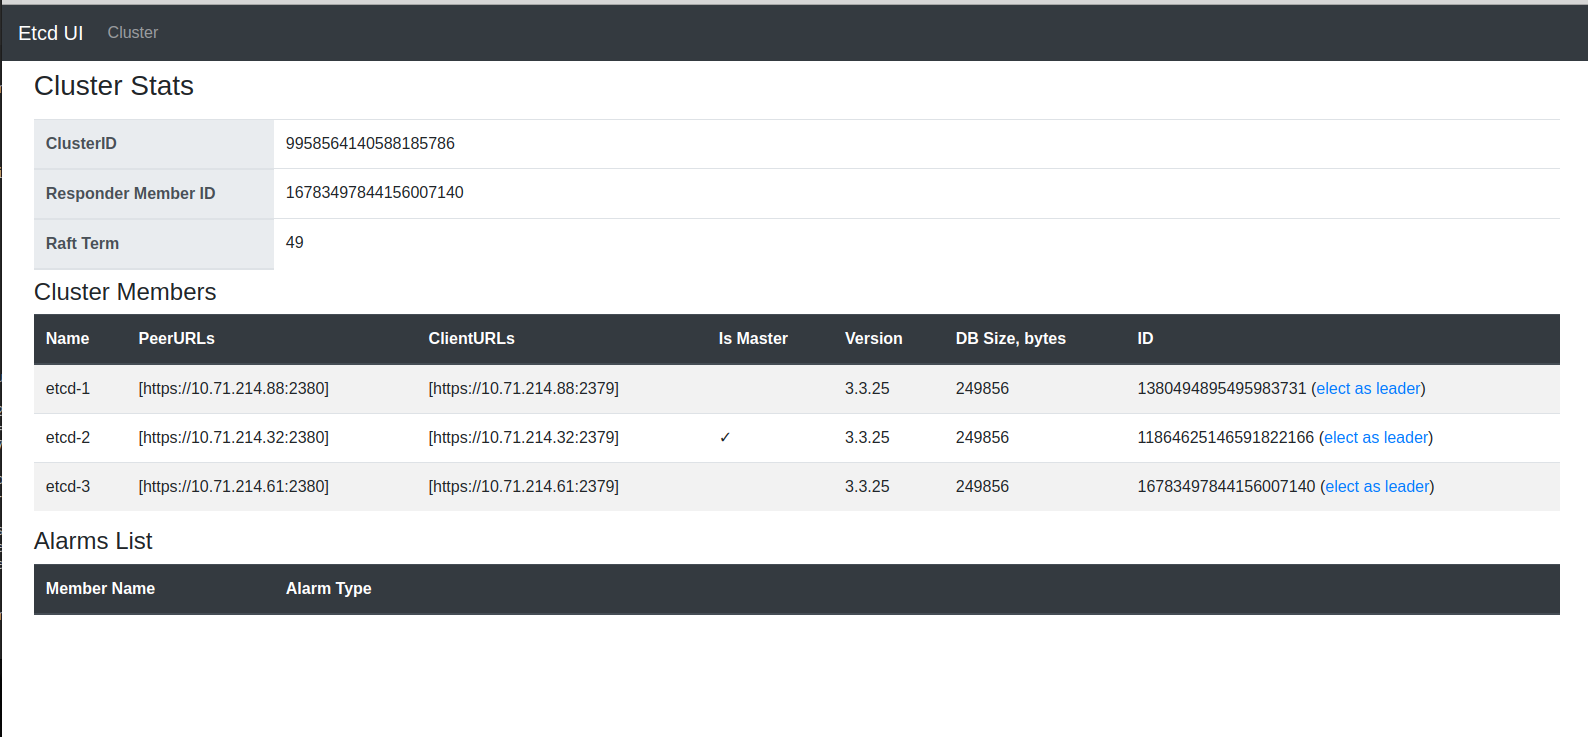 Etcd UI Cluster
Cluster Stats
ClusterID 9958564140588185786
Responder Member ID 16783497844156007140
Raft Term 49
Cluster Members
Name PeerURLs ClientURLs Is Master Version DB Size, bytes ID
etcd-1 [https://10.71.214.88:2380] [https://10.71.214.88:2379] 3.3.25 249856 1380494895495983731 (elect as leader)
etcd-2 [https://10.71.214.32:2380] [https://10.71.214.32:2379] ✓ 3.3.25 249856 11864625146591822166 (elect as leader)
etcd-3 [https://10.71.214.61:2380] [https://10.71.214.61:2379] 3.3.25 249856 16783497844156007140 (elect as leader)
Alarms List
Member Name Alarm Type